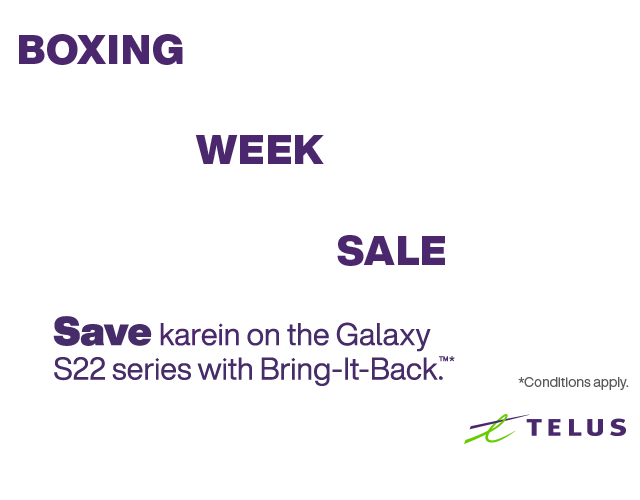 BOXING
WEEK
SALE
Save karein on the Galaxy
S22 series with Bring-It-Back.™*
*Conditions apply.
TELUS